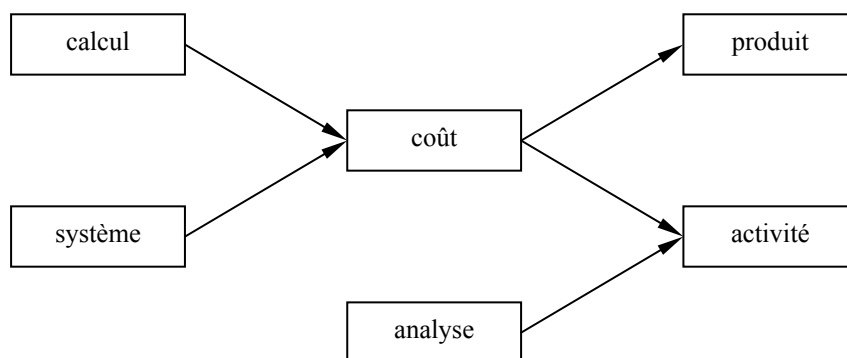 calcul
produit
coût
système
activité
analyse